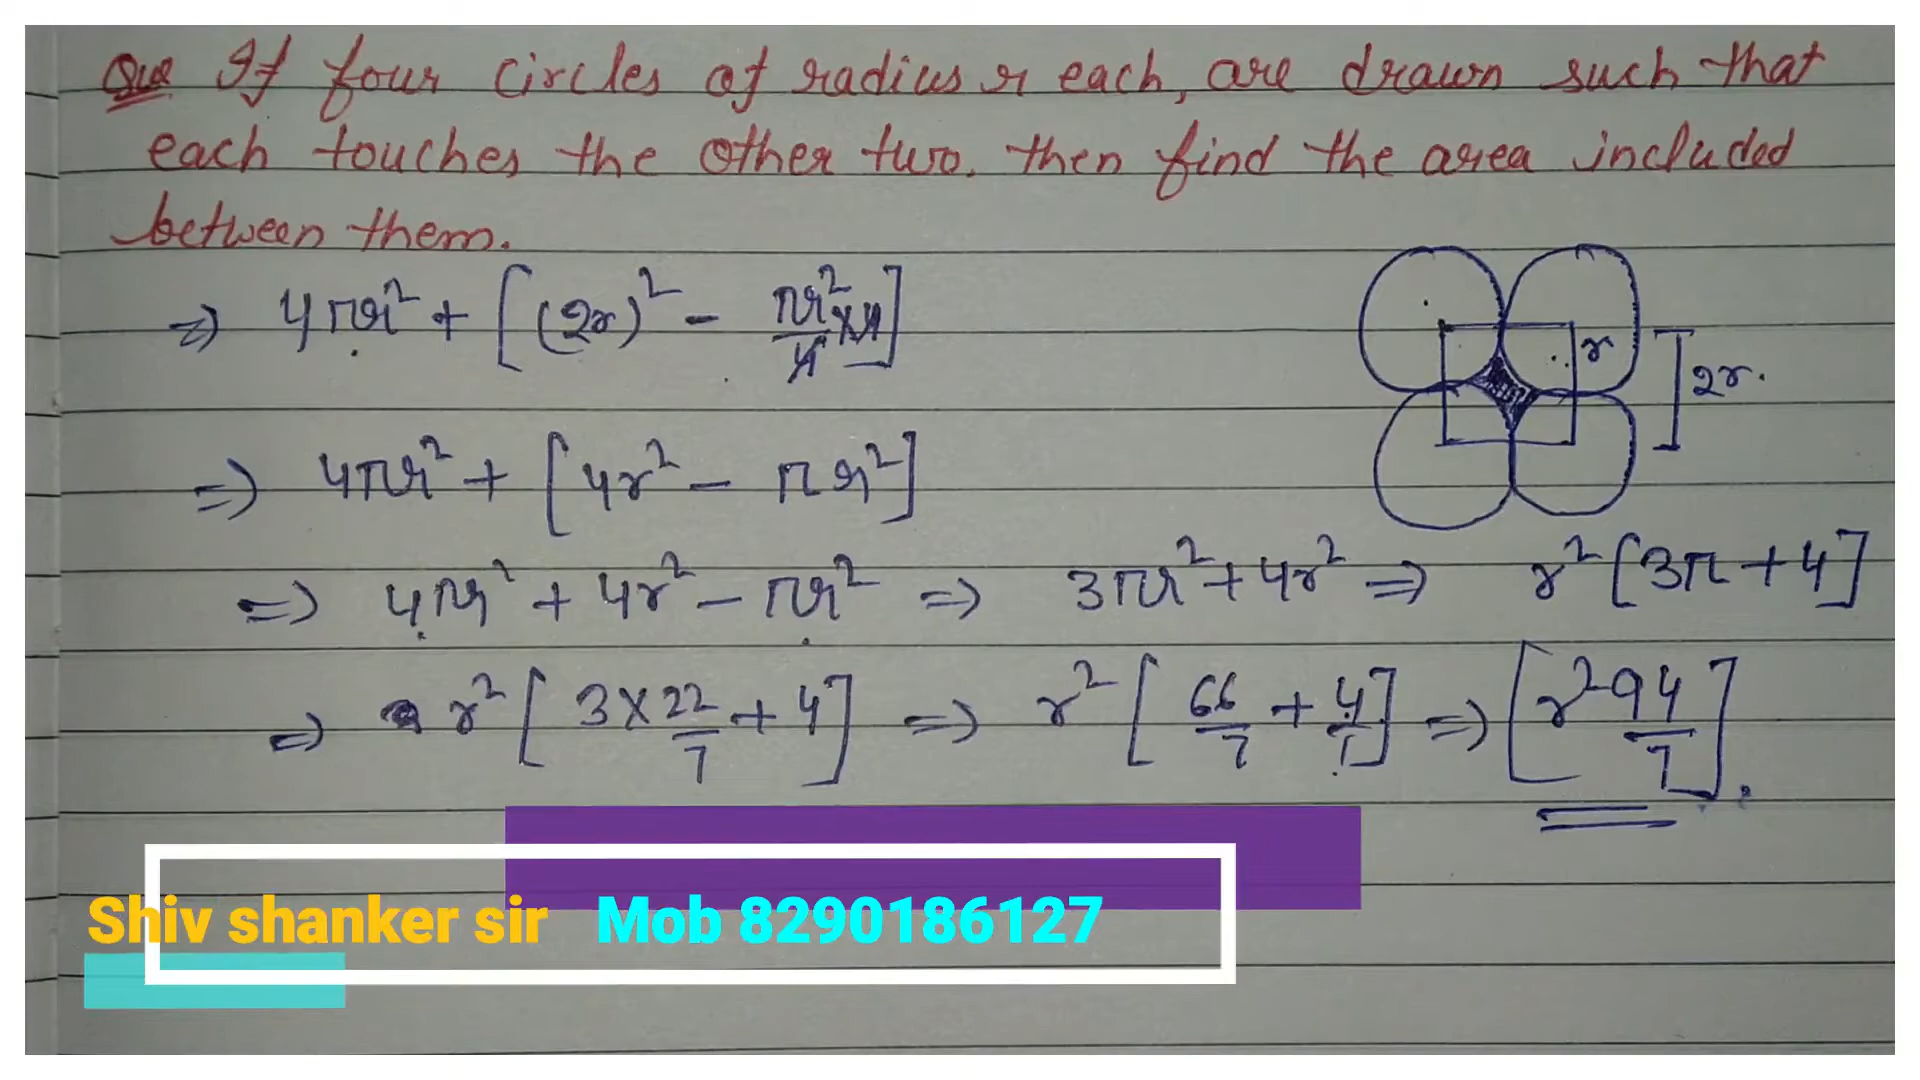 Que If four circles of radius r each, are drawn such that
each touches the other two. then find the area included
between them.
=> 4πr² + [(2r)² - πr²/4 x4]
r
2r.
=> 4πr² + [4r² - πr²]
=> 4πr² + 4r² - πr² => 3πr² + 4r² => r²[3π + 4]
=> r²[3 x 22/7 + 4] => r²[66/7 + 4/1] => [r² 94/7].
Shiv shanker sir Mob 8290186127